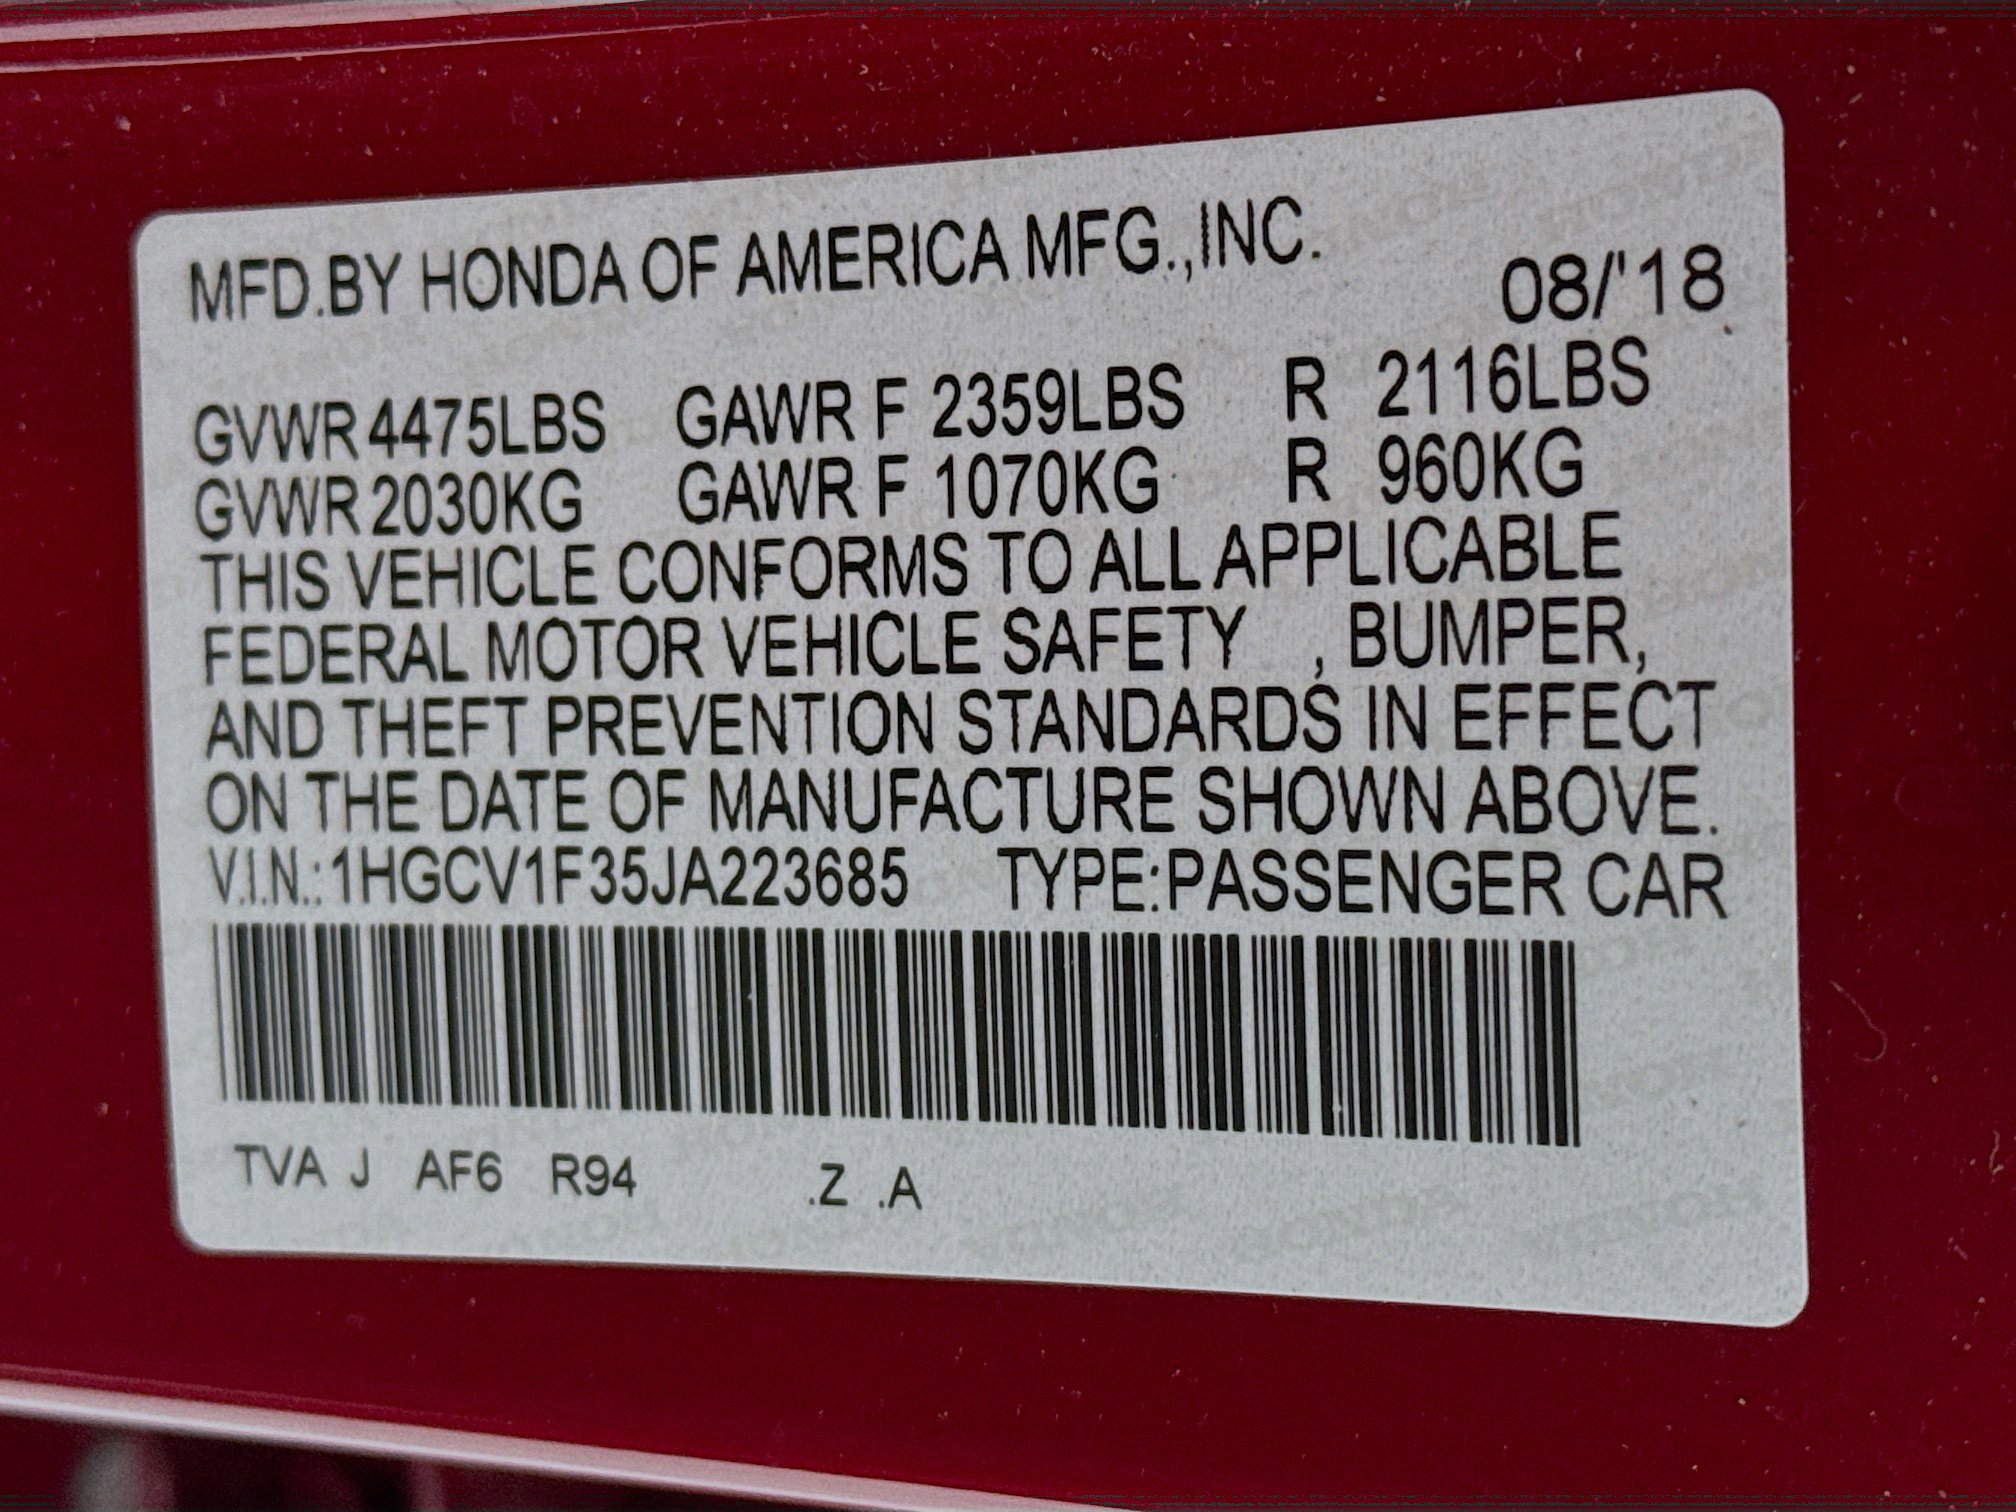 MFD.BY HONDA OF AMERICA MFG.,INC.
08/'18
GVWR 4475LBS GAWR F 2359LBS R 2116LBS
GVWR 2030KG GAWR F 1070KG R 960KG
THIS VEHICLE CONFORMS TO ALL APPLICABLE
FEDERAL MOTOR VEHICLE SAFETY , BUMPER,
AND THEFT PREVENTION STANDARDS IN EFFECT
ON THE DATE OF MANUFACTURE SHOWN ABOVE.
V.I.N.:1HGCV1F35JA223685 TYPE:PASSENGER CAR
TVA J AF6 R94 .Z .A